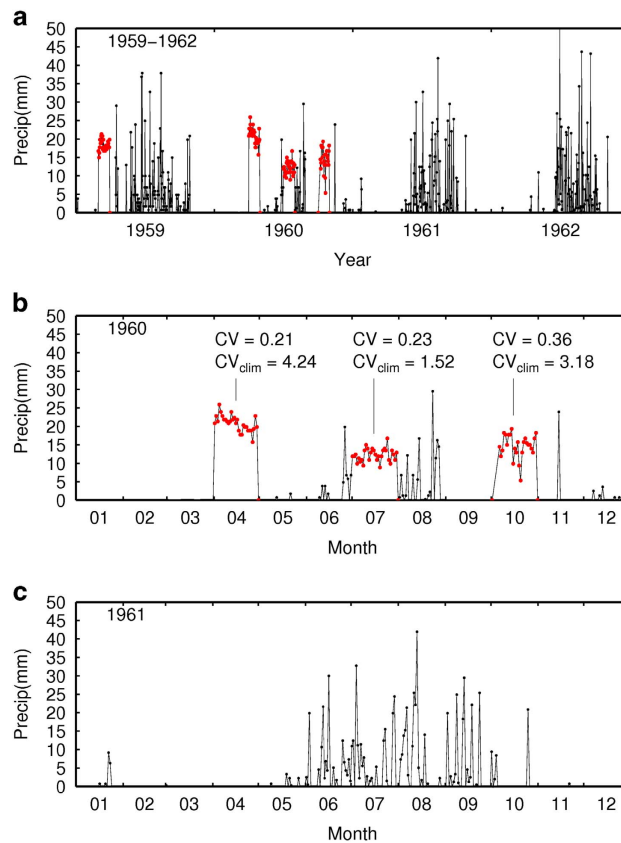 a
1959−1962
50
45
40
35
30
25
20
15
10
5
0
Precip(mm)
1959 1960 1961 1962
Year
b
1960
50
45
40
35
30
25
20
15
10
5
0
Precip(mm)
CV = 0.21 CV = 0.23 CV = 0.36
CVclim = 4.24 CVclim = 1.52 CVclim = 3.18
01 02 03 04 05 06 07 08 09 10 11 12
Month
c
1961
50
45
40
35
30
25
20
15
10
5
0
Precip(mm)
01 02 03 04 05 06 07 08 09 10 11 12
Month